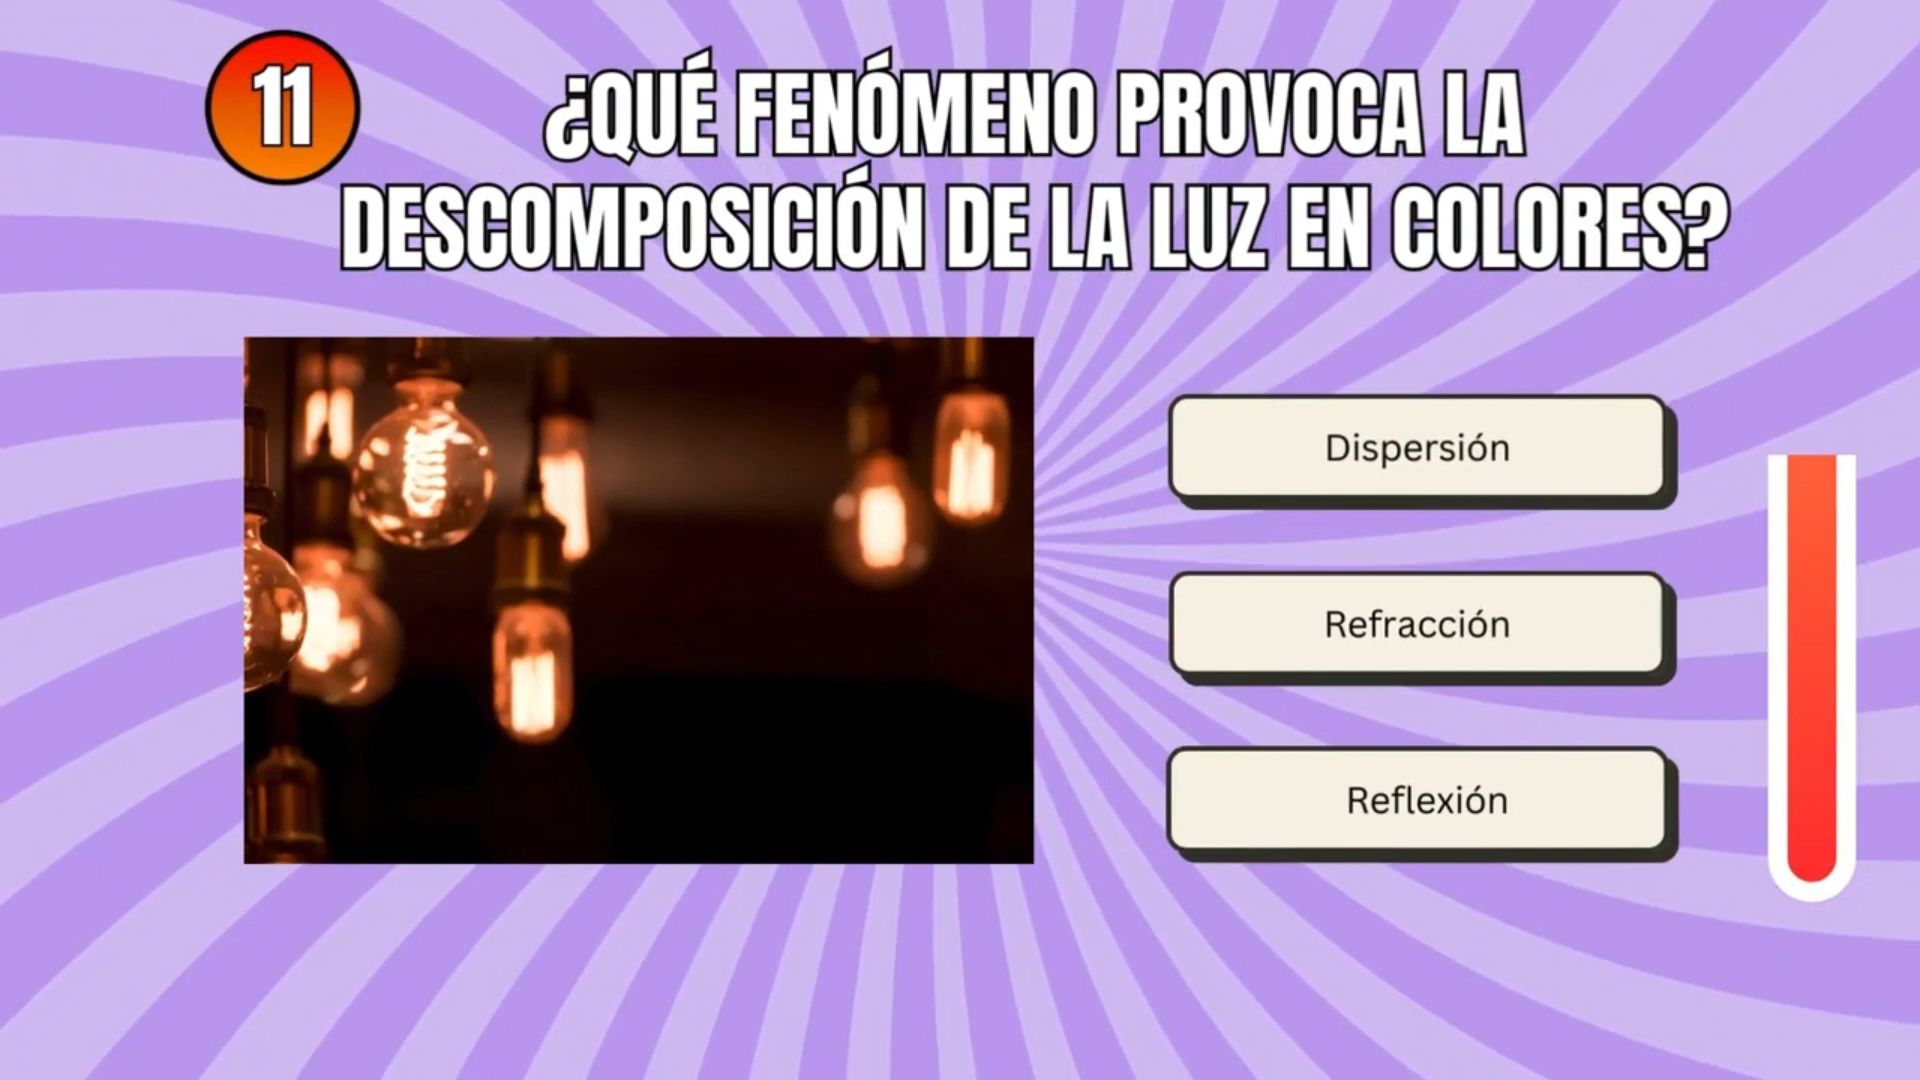 11
¿QUÉ FENÓMENO PROVOCA LA
DESCOMPOSICIÓN DE LA LUZ EN COLORES?
Dispersión
Refracción
Reflexión